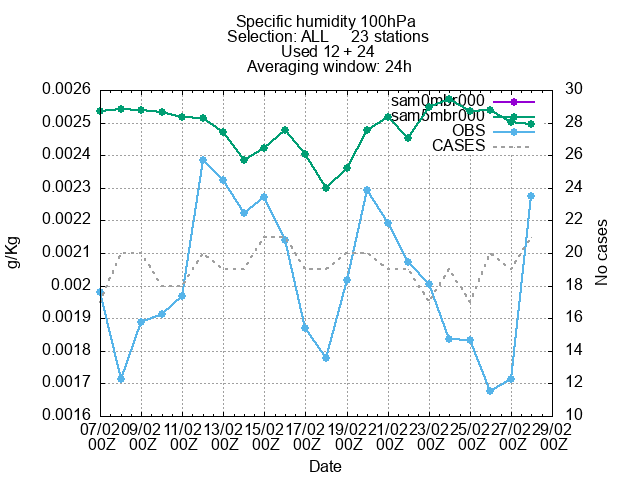 Specific humidity 100hPa
Selection: ALL 23 stations
Used 12 + 24
Averaging window: 24h
0.0026
0.0025
0.0024
0.0023
0.0022
0.0021
0.002
0.0019
0.0018
0.0017
0.0016
g/Kg
sam0mbr000
sam5mbr000
OBS
CASES
30
28
26
24
22
20
18
16
14
12
10
No cases
07/02 09/02 11/02 13/02 15/02 17/02 19/02 21/02 23/02 25/02 27/02 29/02
00Z 00Z 00Z 00Z 00Z 00Z 00Z 00Z 00Z 00Z 00Z 00Z
Date